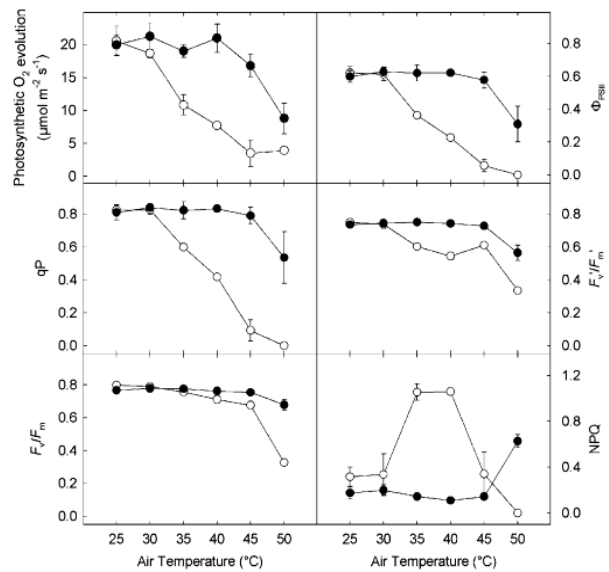 Photosynthetic O2 evolution
(μmol m-2 s-1)
20
15
10
5
0
0.8
0.6
0.4
0.2
0.0
ΦPSII
qP
0.8
0.6
0.4
0.2
0.0
0.8
0.6
0.4
0.2
0.0
Fv'/Fm'
Fv/Fm
0.8
0.6
0.4
0.2
0.0
1.2
0.8
0.4
0.0
NPQ
25 30 35 40 45 50
25 30 35 40 45 50
Air Temperature (°C)
Air Temperature (°C)